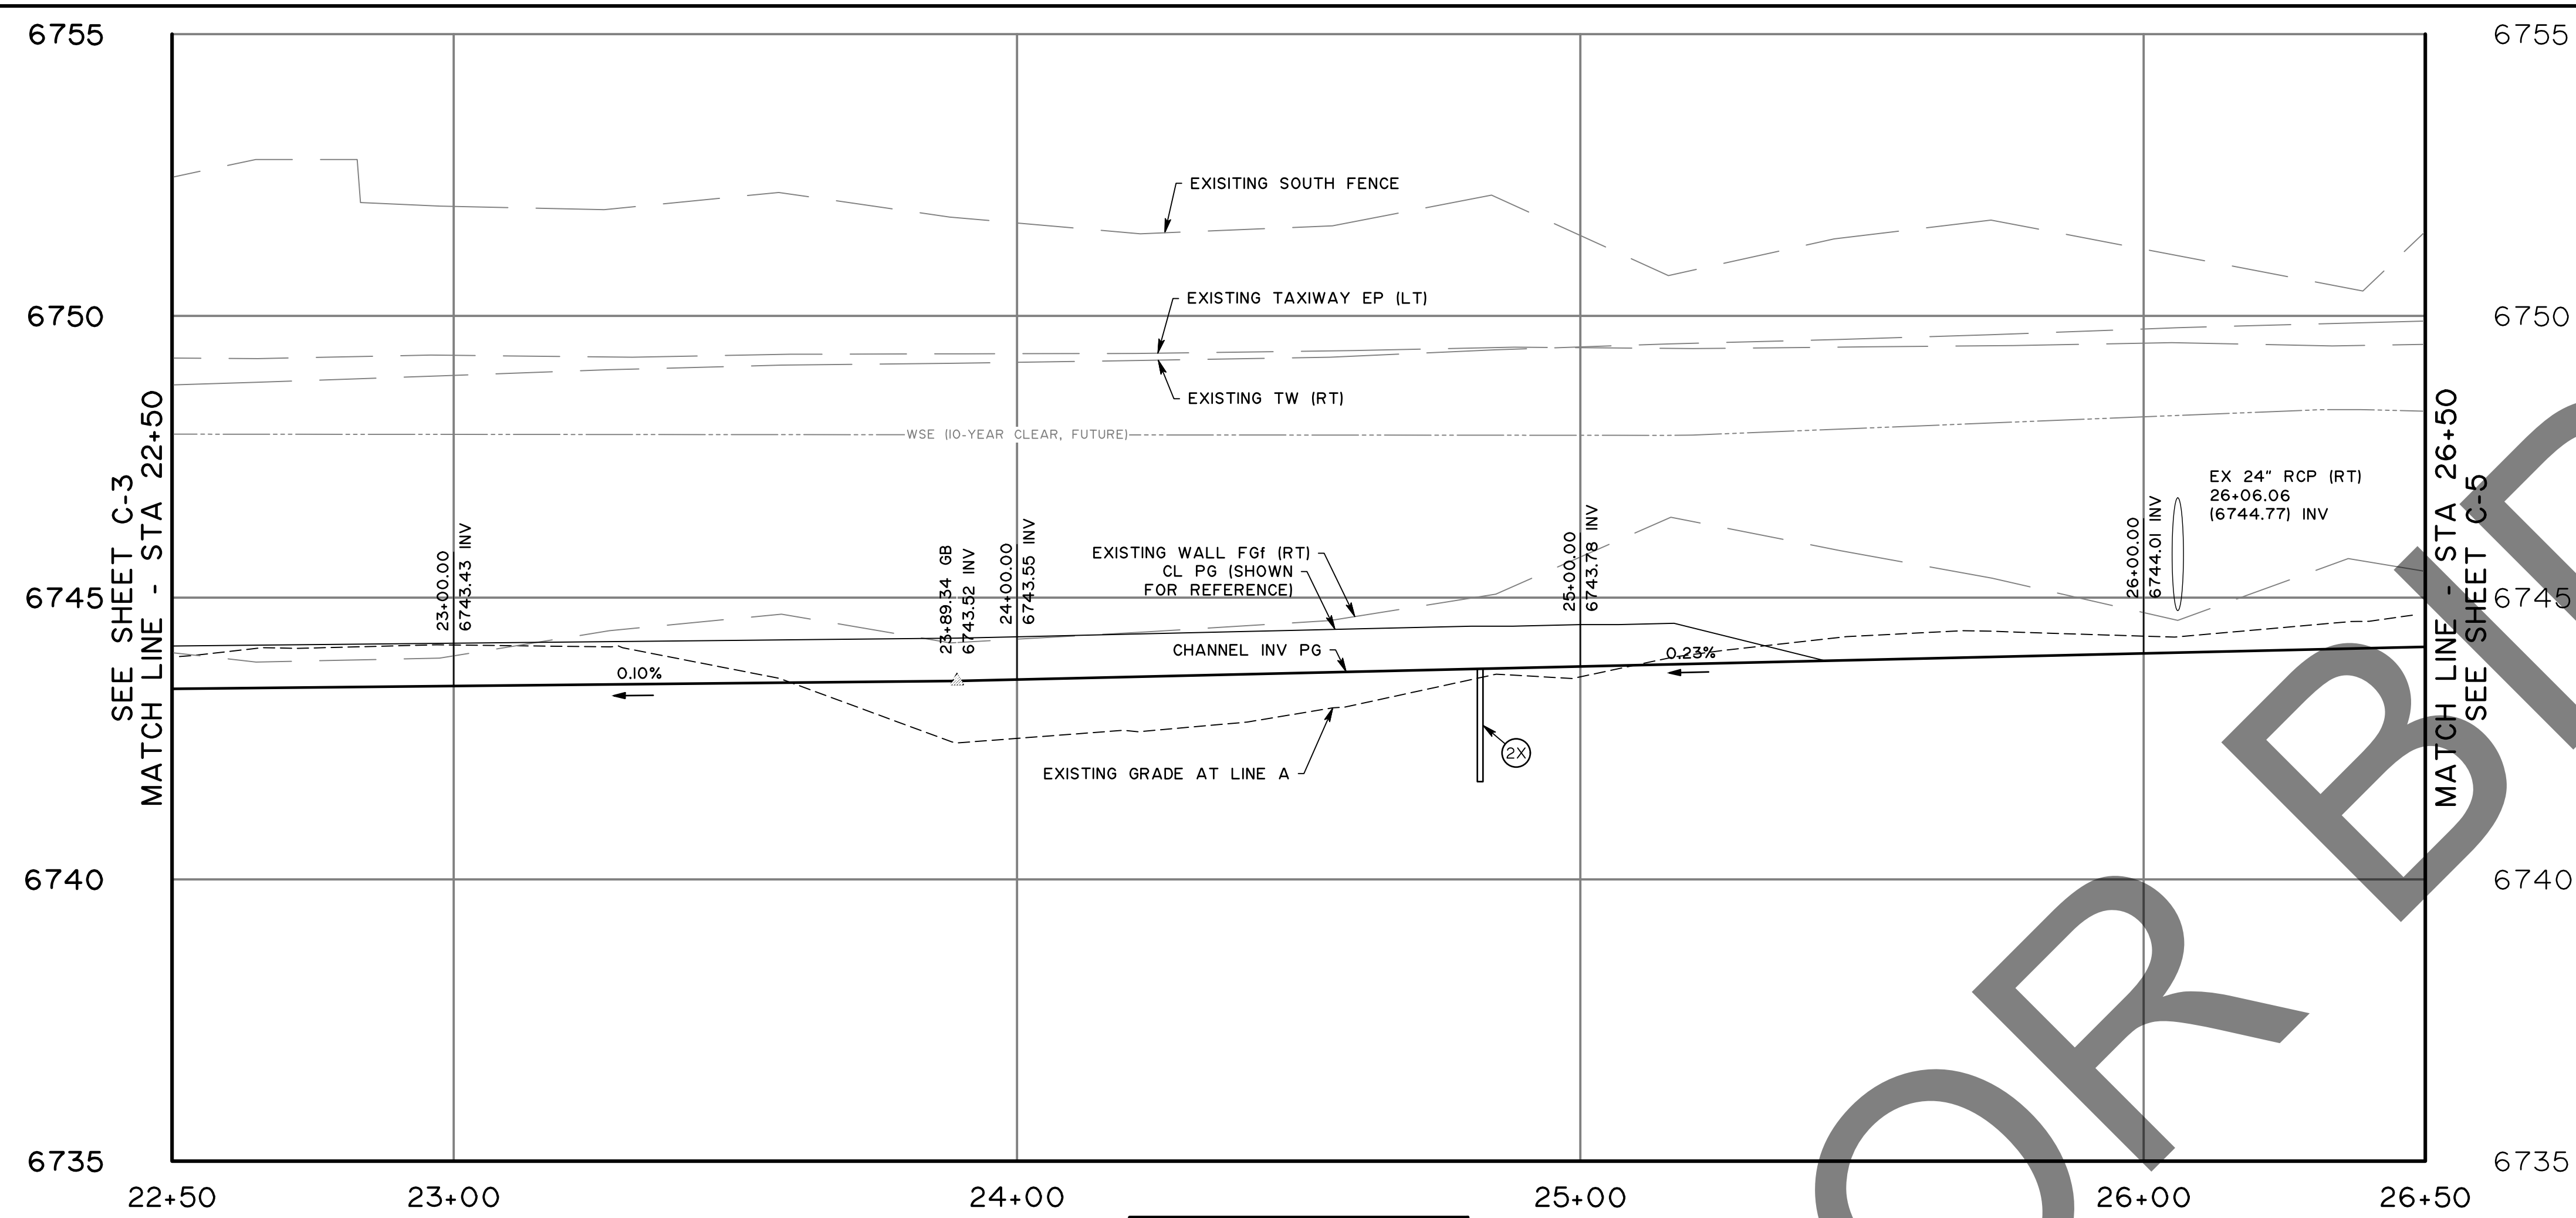 6755
6755
EXISITING SOUTH FENCE
EXISTING TAXIWAY EP (LT)
6750
6750
EXISTING TW (RT)
WSE (10-YEAR CLEAR, FUTURE)
SEE SHEET C-3
MATCH LINE - STA 22+50
MATCH LINE - STA 26+50
SEE SHEET C-5
EX 24" RCP (RT)
26+06.06
(6744.77) INV
23+00.00
6743.43 INV
23+89.34 GB
6743.52 INV
24+00.00
6743.55 INV
EXISTING WALL FGf (RT)
CL PG (SHOWN
FOR REFERENCE)
25+00.00
6743.78 INV
26+00.00
6744.01 INV
6745
6745
CHANNEL INV PG
0.10%
0.23%
2X
EXISTING GRADE AT LINE A
6740
6740
6735
6735
22+50
23+00
24+00
25+00
26+00
26+50
OR BID